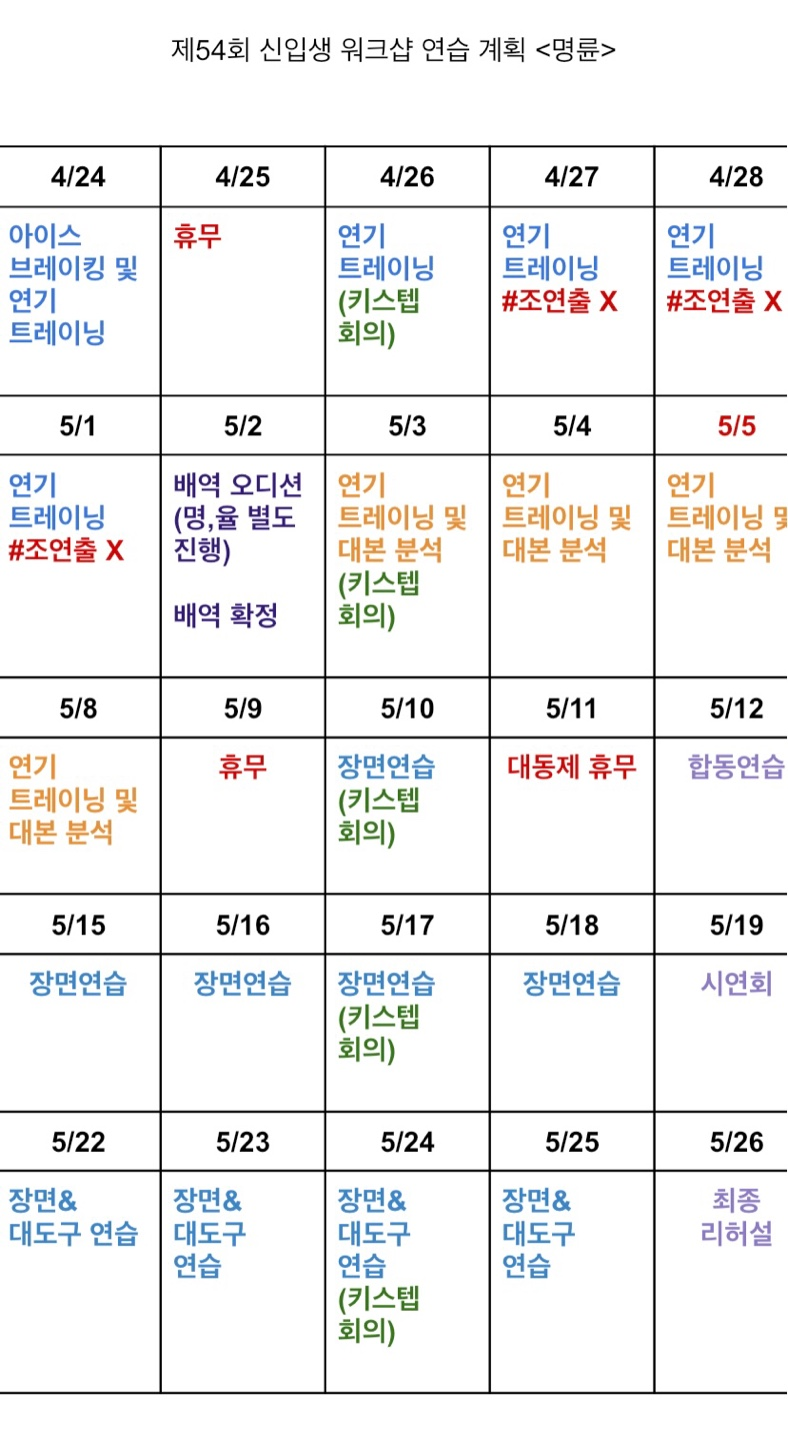 제54회 신입생 워크샵 연습 계획 <명륜>
4/24 4/25 4/26 4/27 4/28
아이스
브레이킹 및
연기
트레이닝
휴무
연기
트레이닝
(키스텝
회의)
연기
트레이닝
#조연출 X
연기
트레이닝
#조연출 X
5/1 5/2 5/3 5/4 5/5
연기
트레이닝
#조연출 X
배역 오디션
(명,율 별도
진행)
배역 확정
연기
트레이닝 및
대본 분석
(키스텝
회의)
연기
트레이닝 및
대본 분석
연기
트레이닝 및
대본 분석
5/8 5/9 5/10 5/11 5/12
연기
트레이닝 및
대본 분석
휴무
장면연습
(키스텝
회의)
대동제 휴무
합동연습
5/15 5/16 5/17 5/18 5/19
장면연습
장면연습
장면연습
(키스텝
회의)
장면연습
시연회
5/22 5/23 5/24 5/25 5/26
장면&
대도구 연습
장면&
대도구
연습
장면&
대도구
연습
(키스텝
회의)
장면&
대도구
연습
최종
리허설